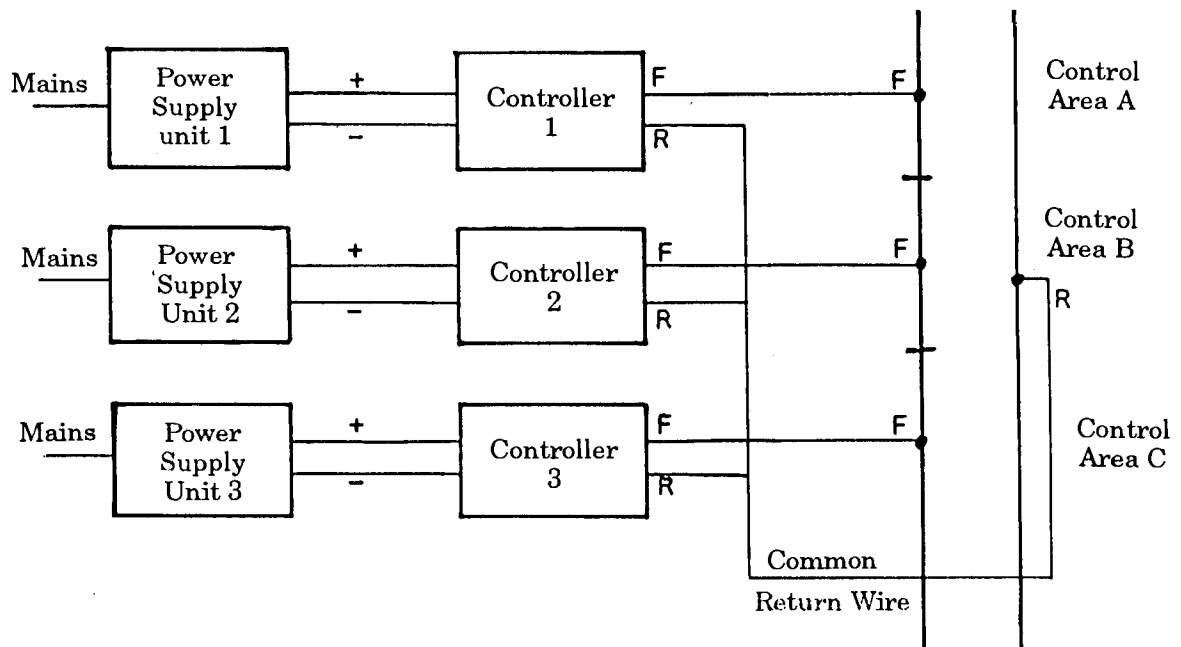 Mains
Power
Supply
unit 1
+
−
Controller
1
F
R
F
Control
Area A
Mains
Power
Supply
Unit 2
+
−
Controller
2
F
R
F
Control
Area B
R
Mains
Power
Supply
Unit 3
+
−
Controller
3
F
R
F
Control
Area C
Common
Return Wire